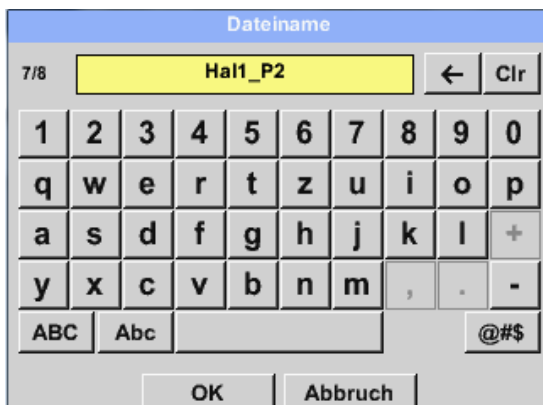 Dateiname
7/8 Hal1_P2 ← Clr
1 2 3 4 5 6 7 8 9 0
q w e r t z u i o p
a s d f g h j k l +
y x c v b n m , . -
ABC Abc @#$
OK Abbruch